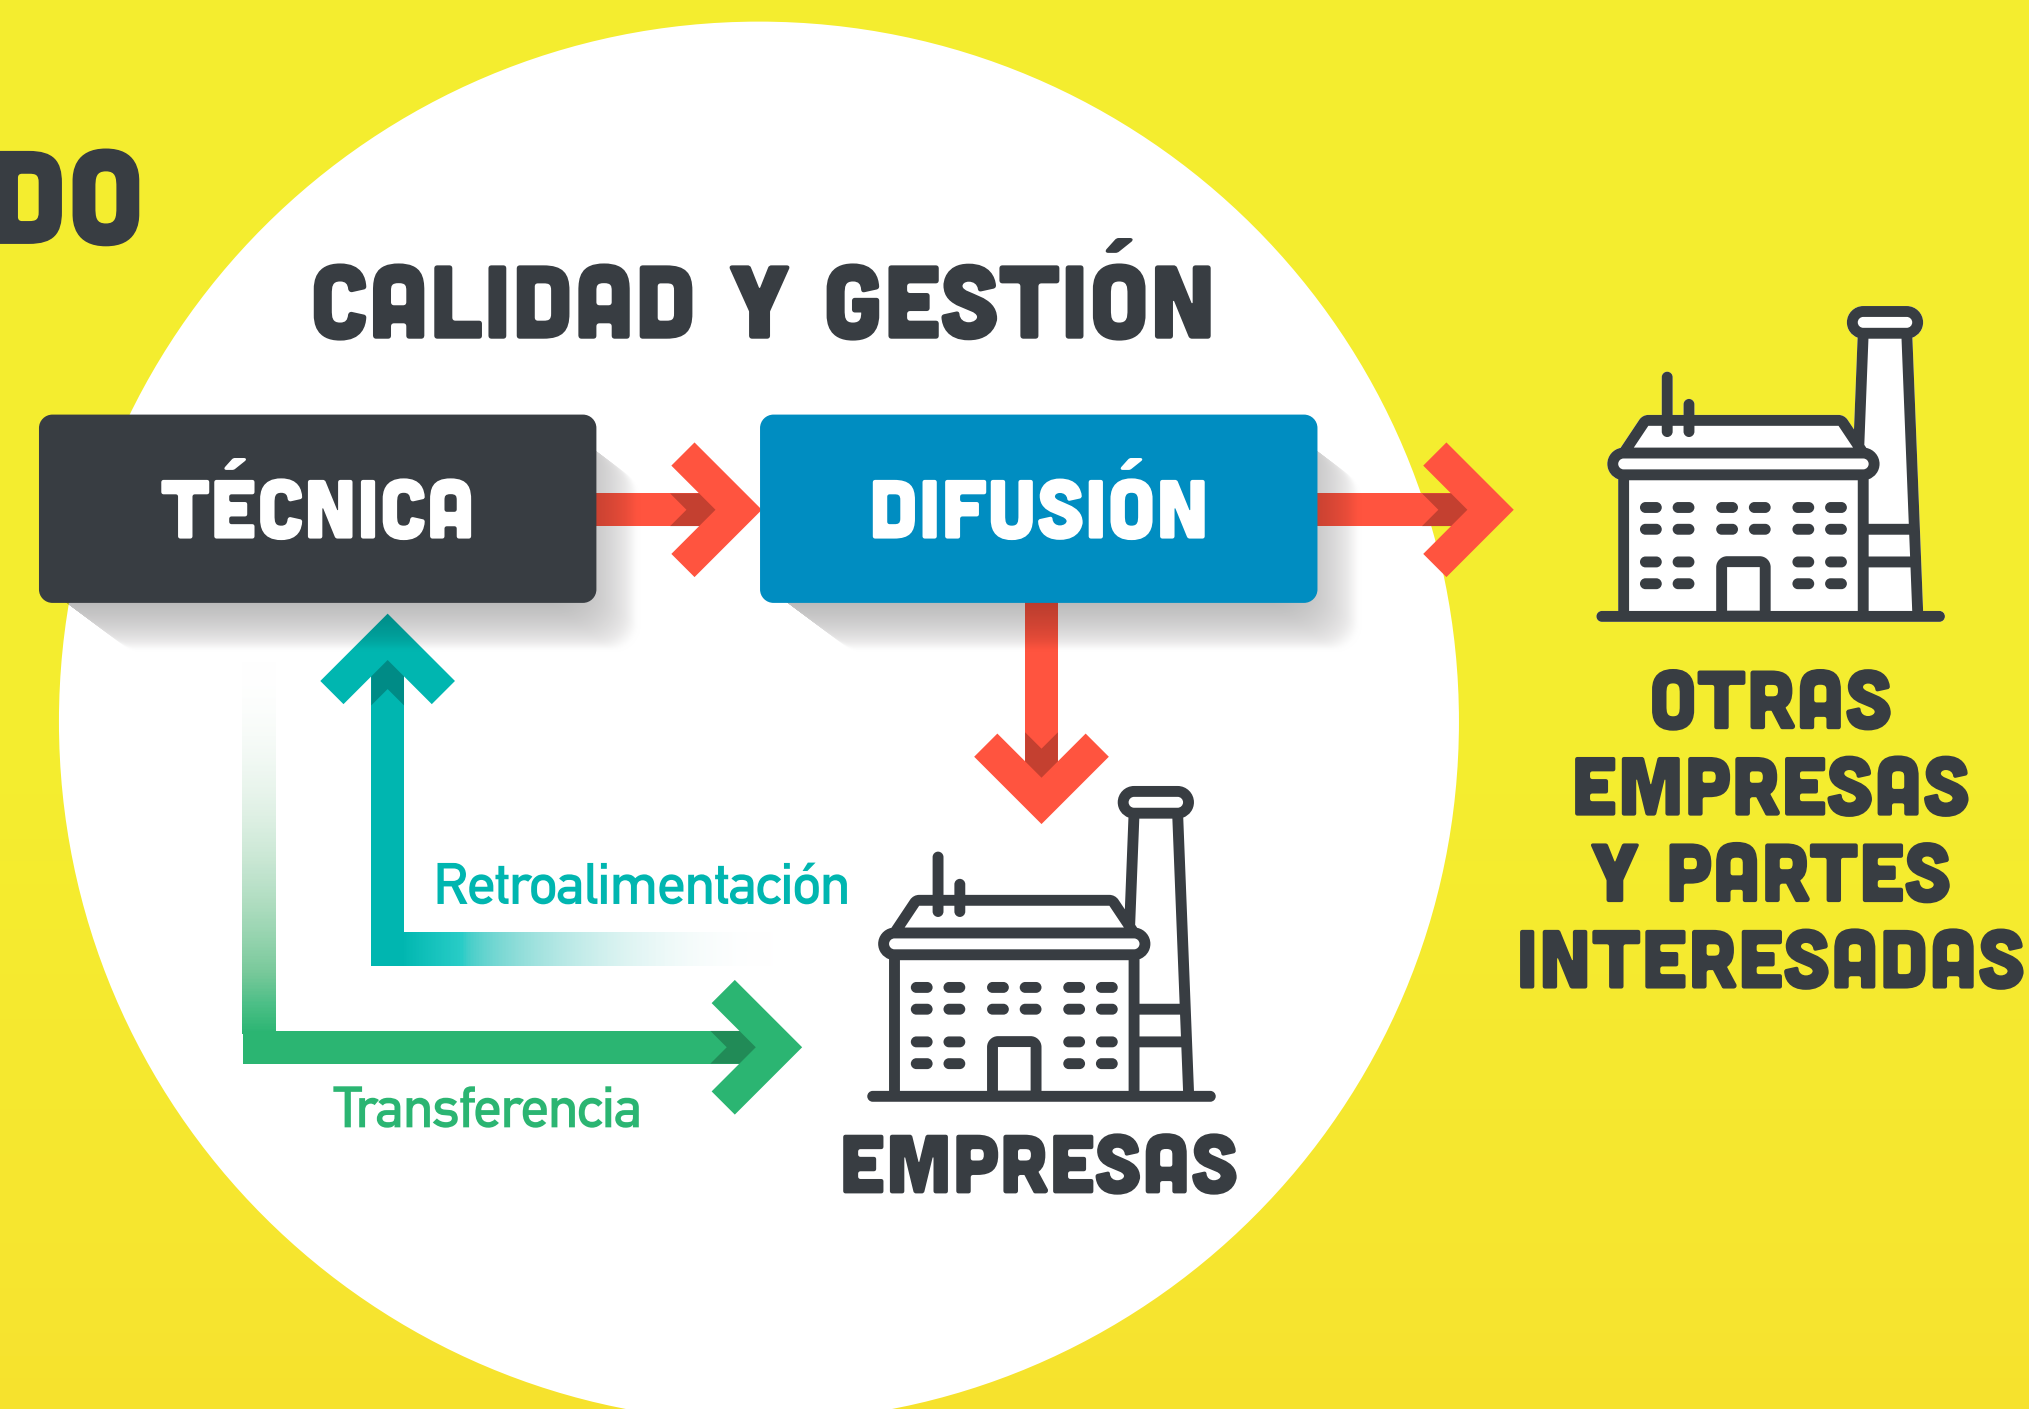 DO
CALIDAD Y GESTIÓN
TÉCNICA
DIFUSIÓN
Retroalimentación
Transferencia
EMPRESAS
OTRAS
EMPRESAS
Y PARTES
INTERESADAS